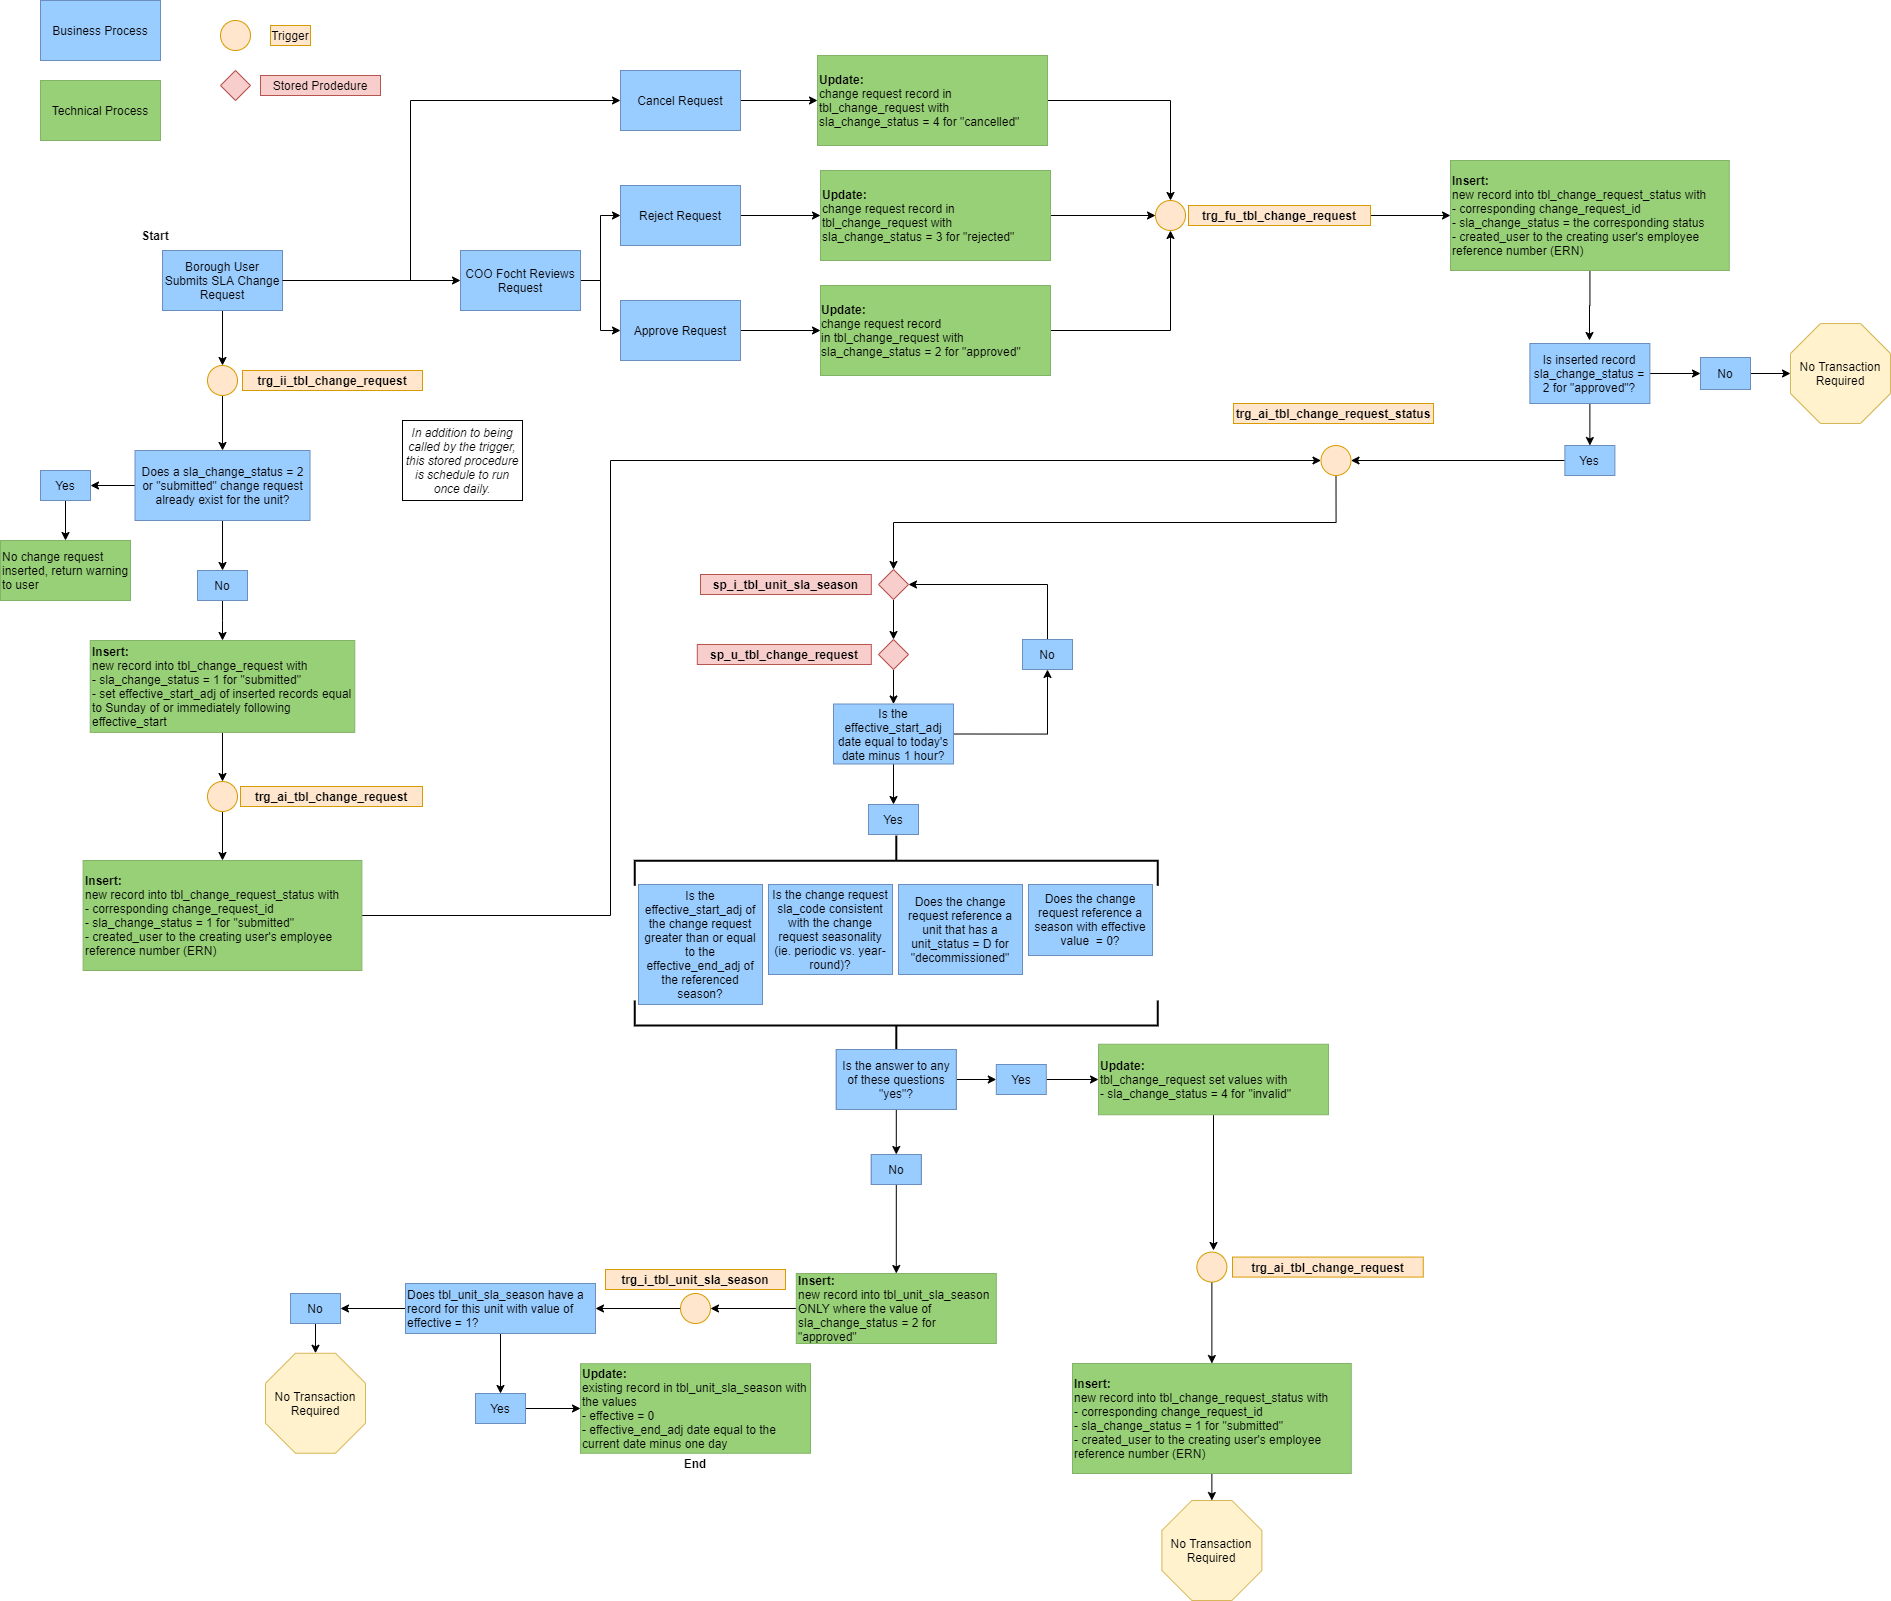 Business Process
Trigger
Stored Prodedure
Technical Process
Cancel Request
Update:
change request record in
tbl_change_request with
sla_change_status = 4 for "cancelled"
Reject Request
Update:
change request record in
tbl_change_request with
sla_change_status = 3 for "rejected"
trg_fu_tbl_change_request
Insert:
new record into tbl_change_request_status with
- corresponding change_request_id
- sla_change_status = the corresponding status
- created_user to the creating user's employee
reference number (ERN)
Start
Borough User
Submits SLA Change
Request
COO Focht Reviews
Request
Approve Request
Update:
change request record
in tbl_change_request with
sla_change_status = 2 for "approved"
Is inserted record
sla_change_status =
2 for "approved"?
No
No Transaction
Required
trg_ii_tbl_change_request
trg_ai_tbl_change_request_status
Yes
In addition to being
called by the trigger,
this stored procedure
is schedule to run
once daily.
Does a sla_change_status = 2
or "submitted" change request
already exist for the unit?
Yes
No change request
inserted, return warning
to user
No
sp_i_tbl_unit_sla_season
sp_u_tbl_change_request
No
Insert:
new record into tbl_change_request with
- sla_change_status = 1 for "submitted"
- set effective_start_adj of inserted records equal
to Sunday of or immediately following
effective_start
Is the
effective_start_adj
date equal to today's
date minus 1 hour?
trg_ai_tbl_change_request
Yes
Insert:
new record into tbl_change_request_status with
- corresponding change_request_id
- sla_change_status = 1 for "submitted"
- created_user to the creating user's employee
reference number (ERN)
Is the
effective_start_adj of
the change request
greater than or equal
to the
effective_end_adj of
the referenced
season?
Is the change request
sla_code consistent
with the change
request seasonality
(ie. periodic vs. year-
round)?
Does the change
request reference a
unit that has a
unit_status = D for
"decommissioned"
Does the change
request reference a
season with effective
value  = 0?
Is the answer to any
of these questions
"yes"?
Yes
Update:
tbl_change_request set values with
- sla_change_status = 4 for "invalid"
No
trg_ai_tbl_change_request
Insert:
new record into tbl_unit_sla_season
ONLY where the value of
sla_change_status = 2 for
"approved"
trg_i_tbl_unit_sla_season
Does tbl_unit_sla_season have a
record for this unit with value of
effective = 1?
No
No Transaction
Required
Yes
Update:
existing record in tbl_unit_sla_season with
the values
- effective = 0
- effective_end_adj date equal to the
current date minus one day
End
Insert:
new record into tbl_change_request_status with
- corresponding change_request_id
- sla_change_status = 1 for "submitted"
- created_user to the creating user's employee
reference number (ERN)
No Transaction
Required